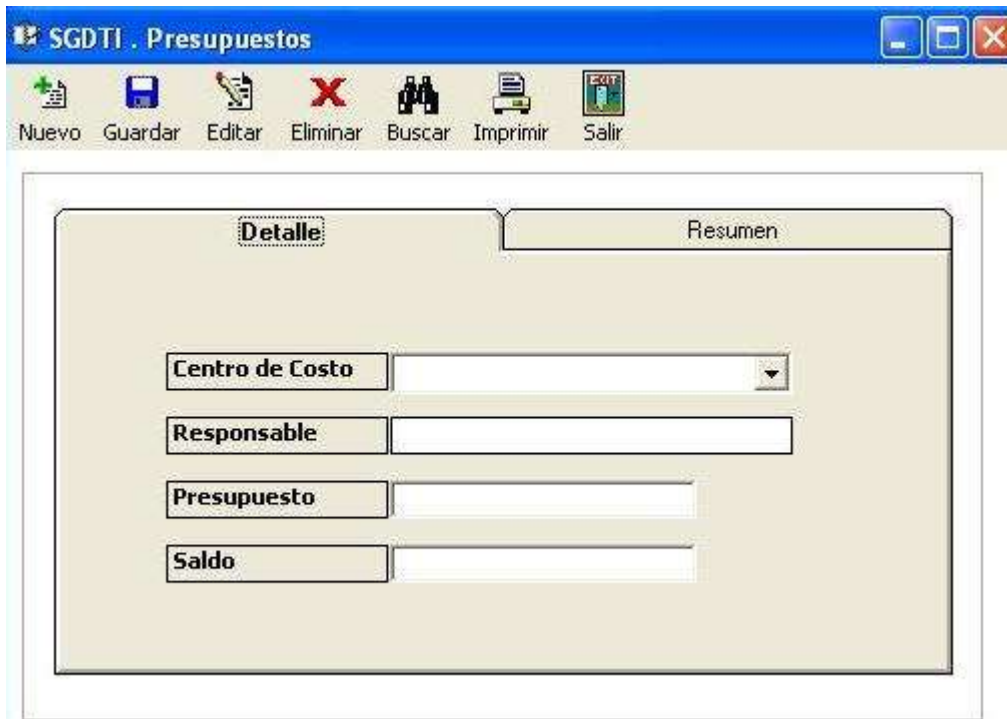 SGDTI . Presupuestos
Nuevo Guardar Editar Eliminar Buscar Imprimir Salir
Detalle Resumen
Centro de Costo
Responsable
Presupuesto
Saldo